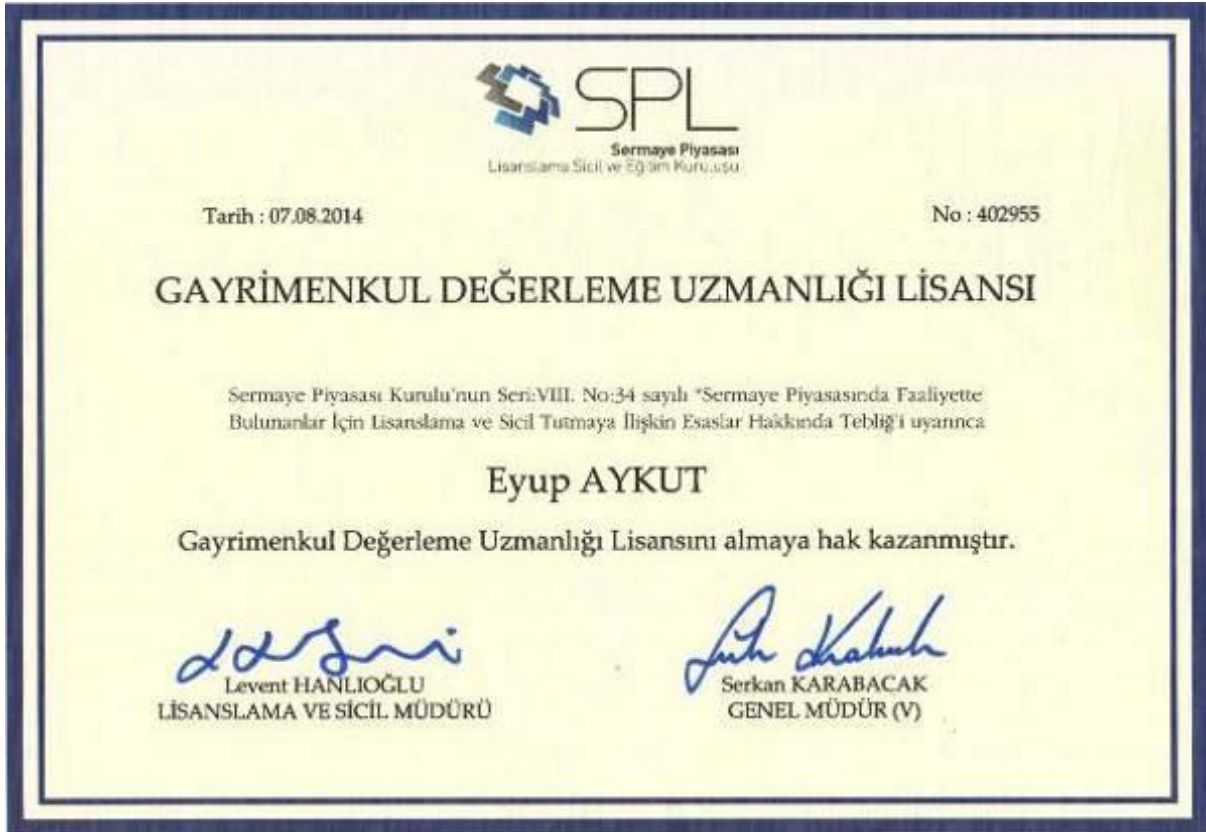 SPL
Sermaye Piyasası
Lisanslama Sicil ve Eğitim Kuruluşu
Tarih : 07.08.2014
No : 402955
GAYRİMENKUL DEĞERLEME UZMANLIĞI LİSANSI
Sermaye Piyasası Kurulu'nun Seri:VIII. No:34 sayılı "Sermaye Piyasasında Faaliyette
Bulunanlar İçin Lisanslama ve Sicil Tutmaya İlişkin Esaslar Hakkında Tebliğ'i uyarınca
Eyup AYKUT
Gayrimenkul Değerleme Uzmanlığı Lisansını almaya hak kazanmıştır.
Levent HANLIOĞLU
LİSANSLAMA VE SİCİL MÜDÜRÜ
Serkan KARABACAK
GENEL MÜDÜR (V)